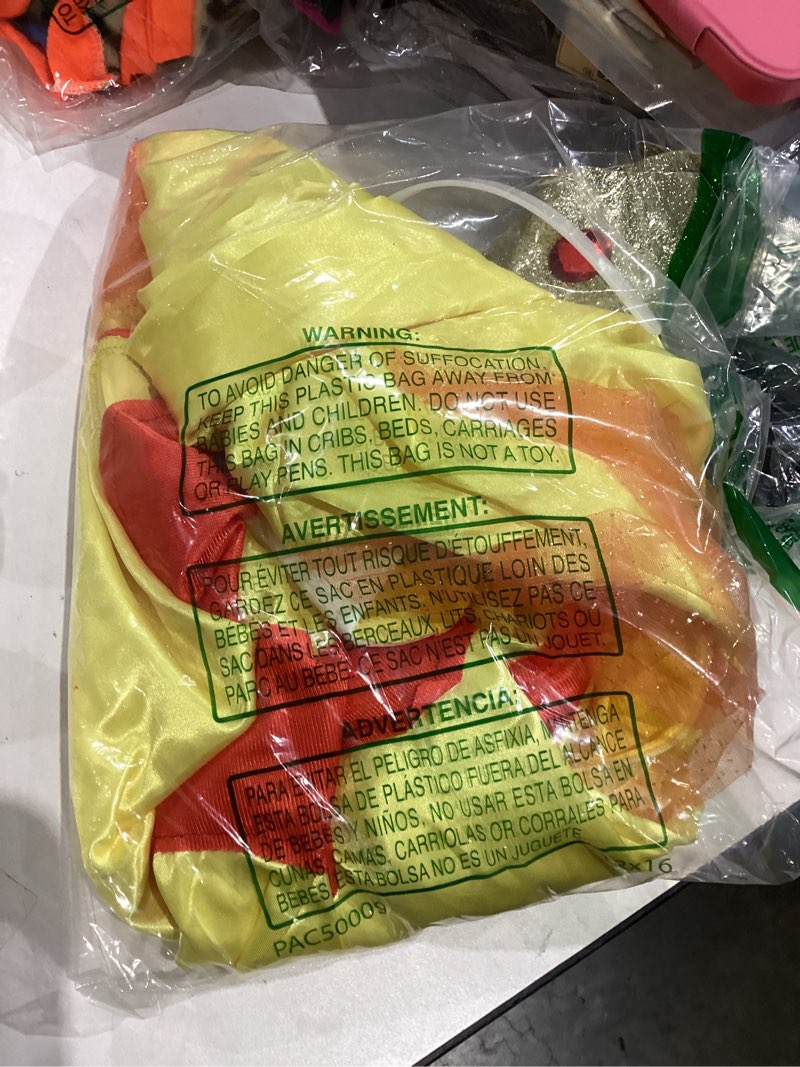 WARNING:
TO AVOID DANGER OF SUFFOCATION,
KEEP THIS PLASTIC BAG AWAY FROM
BABIES AND CHILDREN. DO NOT USE
THIS BAG IN CRIBS, BEDS, CARRIAGES
OR PLAY PENS. THIS BAG IS NOT A TOY.
AVERTISSEMENT:
POUR ÉVITER TOUT RISQUE D'ÉTOUFFEMENT,
GARDEZ CE SAC EN PLASTIQUE LOIN DES
BÉBÉS ET LES ENFANTS. N'UTILISEZ PAS CE
SAC DANS LES BERCEAUX, LITS, CHARIOTS OU
PARC AU BÉBÉ. CE SAC N'EST PAS UN JOUET.
ADVERTENCIA:
PARA EVITAR EL PELIGRO DE ASFIXIA, MANTENGA
ESTA BOLSA DE PLÁSTICO FUERA DEL ALCANCE
DE BEBES Y NIÑOS. NO USAR ESTA BOLSA EN
CUNAS, CAMAS, CARRIOLAS OR CORRALES PARA
BEBES. ESTA BOLSA NO ES UN JUGUETE
PAC50009